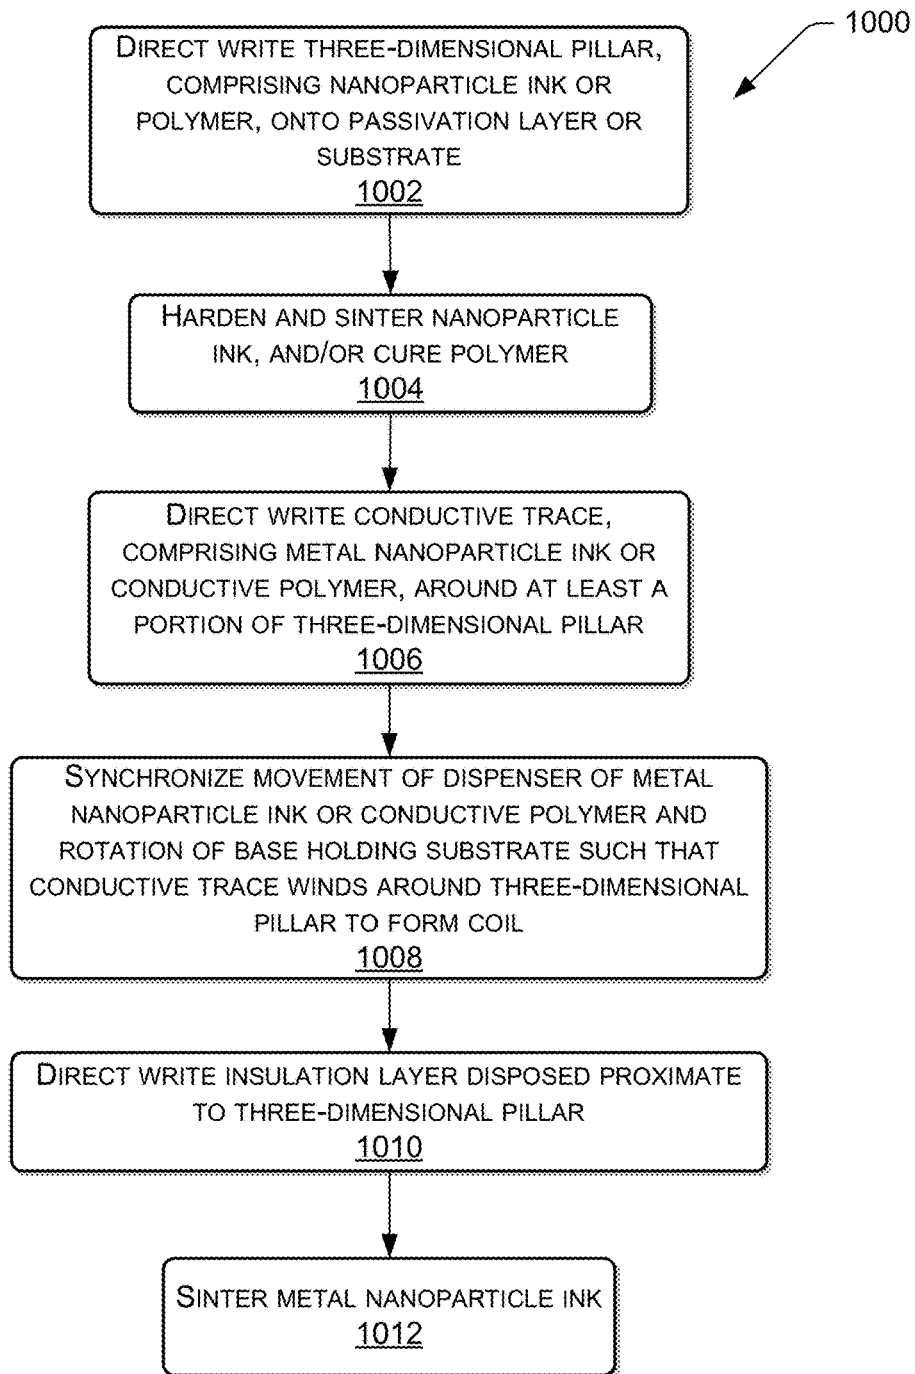 1000
DIRECT WRITE THREE-DIMENSIONAL PILLAR,
COMPRISING NANOPARTICLE INK OR
POLYMER, ONTO PASSIVATION LAYER OR
SUBSTRATE
1002
HARDEN AND SINTER NANOPARTICLE
INK, AND/OR CURE POLYMER
1004
DIRECT WRITE CONDUCTIVE TRACE,
COMPRISING METAL NANOPARTICLE INK OR
CONDUCTIVE POLYMER, AROUND AT LEAST A
PORTION OF THREE-DIMENSIONAL PILLAR
1006
SYNCHRONIZE MOVEMENT OF DISPENSER OF METAL
NANOPARTICLE INK OR CONDUCTIVE POLYMER AND
ROTATION OF BASE HOLDING SUBSTRATE SUCH THAT
CONDUCTIVE TRACE WINDS AROUND THREE-DIMENSIONAL
PILLAR TO FORM COIL
1008
DIRECT WRITE INSULATION LAYER DISPOSED PROXIMATE
TO THREE-DIMENSIONAL PILLAR
1010
SINTER METAL NANOPARTICLE INK
1012